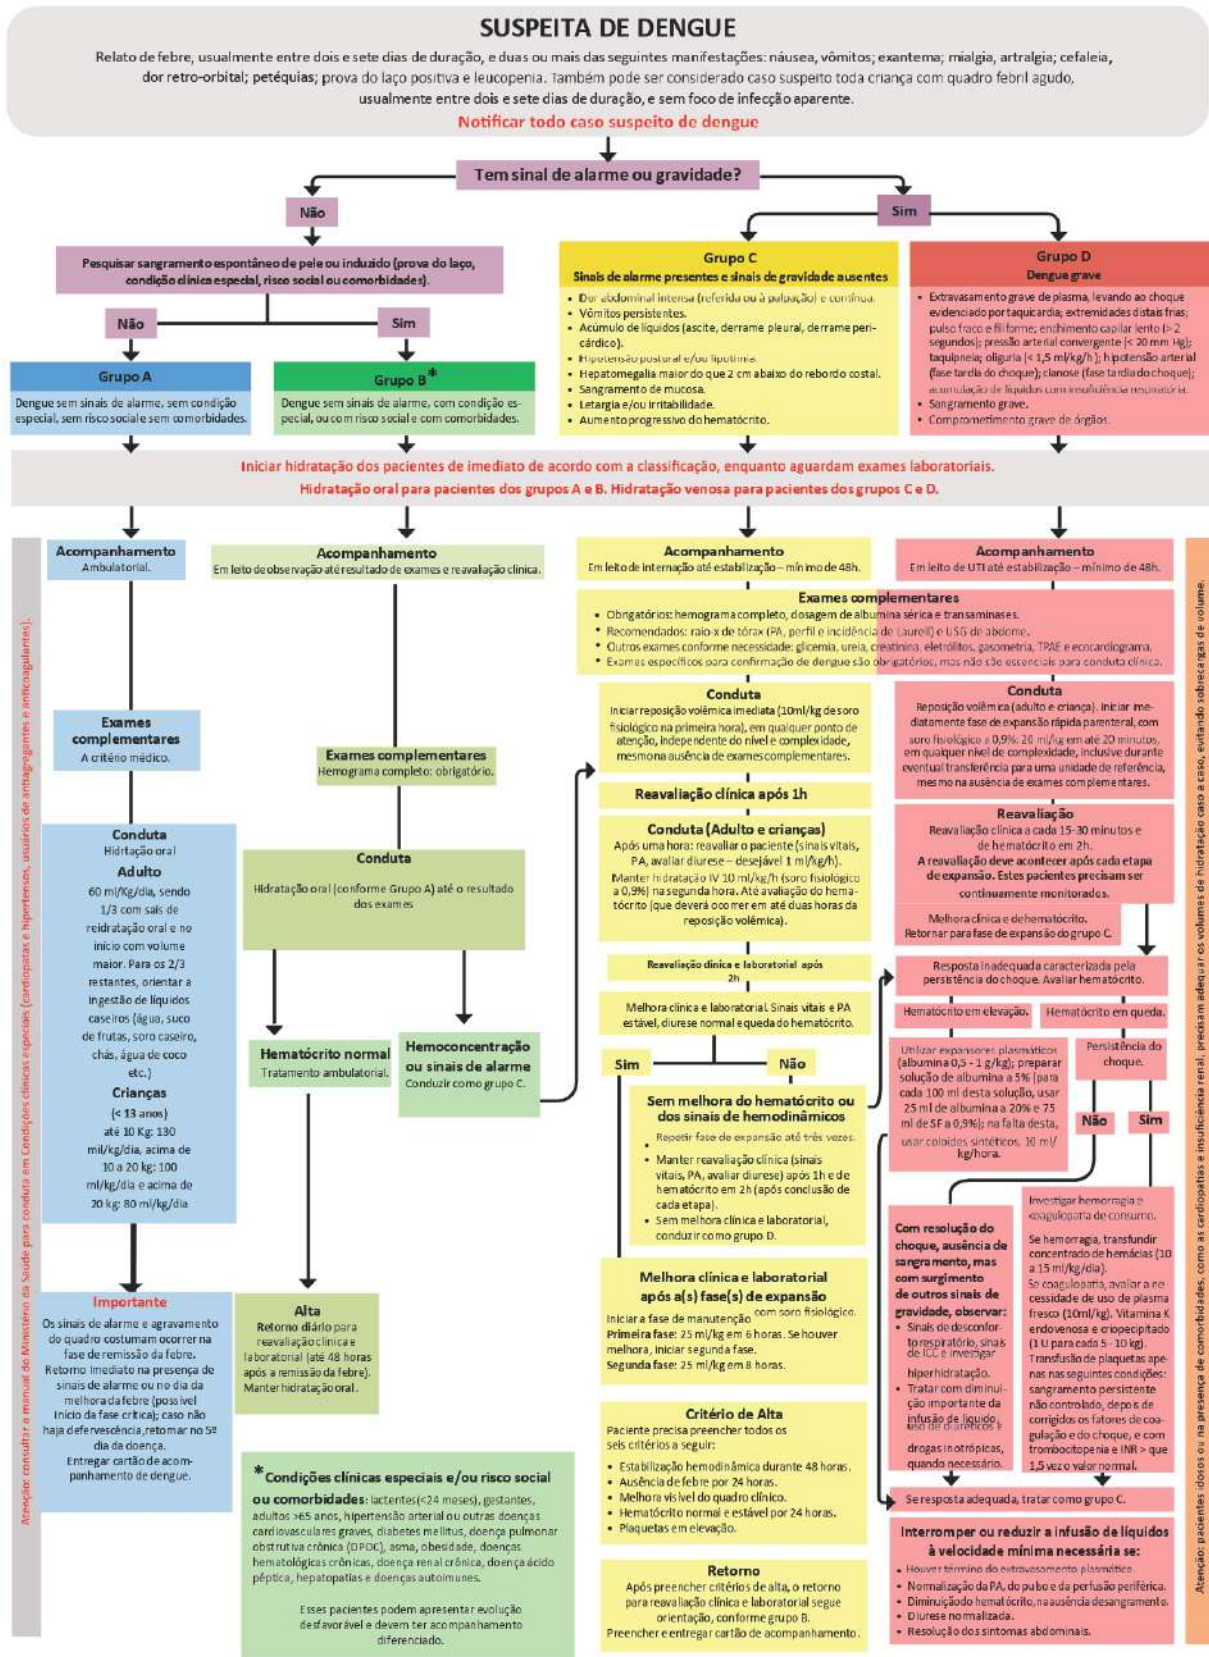 SUSPEITA DE DENGUE
Relato de febre, usualmente entre dois e sete dias de duração, e duas ou mais das seguintes manifestações: náusea, vômitos; exantema; mialgia, artralgia; cefaleia,
dor retro-orbital; petéquias; prova do laço positiva e leucopenia. Também pode ser considerado caso suspeito toda criança com quadro febril agudo,
usualmente entre dois e sete dias de duração, e sem foco de infecção aparente.
Notificar todo caso suspeito de dengue
Tem sinal de alarme ou gravidade?
Não
Sim
Pesquisar sangramento espontâneo de pele ou induzido (prova do laço,
condição clínica especial, risco social ou comorbidades).
Não
Sim
Grupo A
Dengue sem sinais de alarme, sem condição
especial, sem risco social e sem comorbidades.
Grupo B*
Dengue sem sinais de alarme, com condição es-
pecial, ou com risco social e com comorbidades.
Grupo C
Sinais de alarme presentes e sinais de gravidade ausentes
• Dor abdominal intensa (referida ou à palpação) e contínua.
• Vômitos persistentes.
• Acúmulo de líquidos (ascite, derrame pleural, derrame peri-
cárdico).
• Hipotensão postural e/ou lipotímia.
• Hepatomegalia maior do que 2 cm abaixo do rebordo costal.
• Sangramento de mucosa.
• Letargia e/ou irritabilidade.
• Aumento progressivo do hematócrito.
Grupo D
Dengue grave
• Extravasamento grave de plasma, levando ao choque
evidenciado por taquicardia; extremidades distais frias;
pulso fraco e filiforme; enchimento capilar lento (> 2
segundos); pressão arterial convergente (< 20 mm Hg);
taquipneia; oliguria (< 1,5 ml/kg/h); hipotensão arterial
(fase tardia do choque); cianose (fase tardia do choque);
acumulação de líquidos com insuficiência respiratória.
• Sangramento grave.
• Comprometimento grave de órgãos.
Iniciar hidratação dos pacientes de imediato de acordo com a classificação, enquanto aguardam exames laboratoriais.
Hidratação oral para pacientes dos grupos A e B. Hidratação venosa para pacientes dos grupos C e D.
Atenção: consultar o manual do Ministério da Saúde para conduta em Condições clínicas especiais (cardiopatas e hipertensos, usuários de antiagregantes e anticoagulantes).
Acompanhamento
Ambulatorial.
Exames
complementares
A critério médico.
Conduta
Hidrtação oral
Adulto
60 ml/Kg/dia, sendo
1/3 com sais de
reidratação oral e no
início com volume
maior. Para os 2/3
restantes, orientar a
ingestão de líquidos
caseiros (água, suco
de frutas, soro caseiro,
chás, água de coco
etc.)
Crianças
(< 13 anos)
até 10 Kg: 130
mil/kg/dia, acima de
10 a 20 kg: 100
ml/kg/dia e acima de
20 kg: 80 ml/kg/dia
Importante
Os sinais de alarme e agravamento
do quadro costumam ocorrer na
fase de remissão da febre.
Retorno Imediato na presença de
sinais de alarme ou no dia da
melhora da febre (possível
Início da fase crítica); caso não
haja defervescência, retomar no 5º
dia da doença.
Entregar cartão de acom-
panhamento de dengue.
Acompanhamento
Em leito de observação até resultado de exames e reavaliação clínica.
Exames complementares
Hemograma completo: obrigatório.
Conduta
Hidratação oral (conforme Grupo A) até o resultado
dos exames
Hematócrito normal
Tratamento ambulatorial.
Hemoconcentração
ou sinais de alarme
Conduzir como grupo C.
Alta
Retorno diário para
reavaliação clínica e
laboratorial (até 48 horas
após a remissão da febre).
Manter hidratação oral.
*Condições clínicas especiais e/ou risco social
ou comorbidades: lactentes (<24 meses), gestantes,
adultos >65 anos, hipertensão arterial ou outras doenças
cardiovasculares graves, diabetes mellitus, doença pulmonar
obstrutiva crônica (DPOC), asma, obesidade, doenças
hematológicas crônicas, doença renal crônica, doença ácido
péptica, hepatopatias e doenças autoimunes.
Esses pacientes podem apresentar evolução
desfavorável e devem ter acompanhamento
diferenciado.
Acompanhamento
Em leito de internação até estabilização – mínimo de 48h.
Acompanhamento
Em leito de UTI até estabilização – mínimo de 48h.
Exames complementares
• Obrigatórios: hemograma completo, dosagem de albumina sérica e transaminases.
• Recomendados: raio-x de tórax (PA, perfil e incidência de Laurell) e USG de abdome.
• Outros exames conforme necessidade: glicemia, ureia, creatinina, eletrólitos, gasometria, TPAE e ecocardiograma.
• Exames específicos para confirmação de dengue são obrigatórios, mas não são essenciais para conduta clínica.
Conduta
Iniciar reposição volêmica imediata (10ml/kg de soro
fisiológico na primeira hora), em qualquer ponto de
atenção, independente do nível e complexidade,
mesmo na ausência de exames complementares.
Reavaliação clínica após 1h
Conduta (Adulto e crianças)
Após uma hora: reavaliar o paciente (sinais vitais,
PA, avaliar diurese – desejável 1 ml/kg/h).
Manter hidratação IV 10 ml/kg/h (soro fisiológico
a 0,9%) na segunda hora. Até avaliação do hema-
tócrito (que deverá ocorrer em até duas horas da
reposição volêmica).
Reavaliação clínica e laboratorial após
2h
Melhora clínica e laboratorial. Sinais vitais e PA
estável, diurese normal e queda do hematócrito.
Sim
Não
Sem melhora do hematócrito ou
dos sinais de hemodinâmicos
• Repetir fase de expansão até três vezes.
• Manter reavaliação clínica (sinais
vitais, PA, avaliar diurese) após 1h e de
hematócrito em 2h (após conclusão de
cada etapa).
• Sem melhora clínica e laboratorial,
conduzir como grupo D.
Melhora clínica e laboratorial
após a(s) fase(s) de expansão
Iniciar a fase de manutenção com soro fisiológico.
Primeira fase: 25 ml/kg em 6 horas. Se houver
melhora, iniciar segunda fase.
Segunda fase: 25 ml/kg em 8 horas.
Critério de Alta
Paciente precisa preencher todos os
seis critérios a seguir:
• Estabilização hemodinâmica durante 48 horas.
• Ausência de febre por 24 horas.
• Melhora visível do quadro clínico.
• Hematócrito normal e estável por 24 horas.
• Plaquetas em elevação.
Retorno
Após preencher critérios de alta, o retorno
para reavaliação clínica e laboratorial segue
orientação, conforme grupo B.
Preencher e entregar cartão de acompanhamento.
Conduta
Reposição volêmica (adulto e criança). Iniciar ime-
diatamente fase de expansão rápida parenteral, com
soro fisiológico a 0,9%: 20 ml/kg em até 20 minutos,
em qualquer nível de complexidade, inclusive durante
eventual transferência para uma unidade de referência,
mesmo na ausência de exames complementares.
Reavaliação
Reavaliação clínica a cada 15-30 minutos e
de hematócrito em 2h.
A reavaliação deve acontecer após cada etapa
de expansão. Estes pacientes precisam ser
continuamente monitorados.
Melhora clínica e de hematócrito.
Retornar para fase de expansão do grupo C.
Resposta inadequada caracterizada pela
persistência do choque. Avaliar hematócrito.
Hematócrito em elevação.
Hematócrito em queda.
Utilizar expansores plasmáticos
(albumina 0,5 - 1 g/kg); preparar
solução de albumina a 5% (para
cada 100 ml desta solução, usar
25 ml de albumina a 20% e 75
ml de SF a 0,9%); na falta desta,
usar coloides sintéticos, 10 ml/
kg/hora.
Persistência do
choque.
Não
Sim
Com resolução do
choque, ausência de
sangramento, mas
com surgimento
de outros sinais de
gravidade, observar:
• Sinais de desconfor-
to respiratório, sinais
de ICC e investigar
hiperhidratação.
• Tratar com diminui-
ção importante da
infusão de líquido,
uso de diuréticos e
drogas inotrópicas,
quando necessário.
Investigar hemorragia e
coagulopatia de consumo.
Se hemorragia, transfundir
concentrado de hemácias (10
a 15 ml/kg/dia).
Se coagulopatia, avaliar a ne-
cessidade de uso de plasma
fresco (10ml/kg). Vitamina K
endovenosa e criopecipitado
(1 U para cada 5 - 10 kg).
Transfusão de plaquetas ape-
nas nas seguintes condições:
sangramento persistente
não controlado, depois de
corrigidos os fatores de coa-
gulação e do choque, e com
trombocitopenia e INR > que
1,5 vez o valor normal.
Se resposta adequada, tratar como grupo C.
Interromper ou reduzir a infusão de líquidos
à velocidade mínima necessária se:
• Houver término do extravasamento plasmático.
• Normalização da PA, do pulso e da perfusão periférica.
• Diminuição do hematócrito, na ausência de sangramento.
• Diurese normalizada.
• Resolução dos sintomas abdominais.
Atenção: pacientes idosos ou na presença de comorbidades, como as cardiopatias e insuficiência renal, precisam adequar os volumes de hidratação caso a caso, evitando sobrecargas de volume.